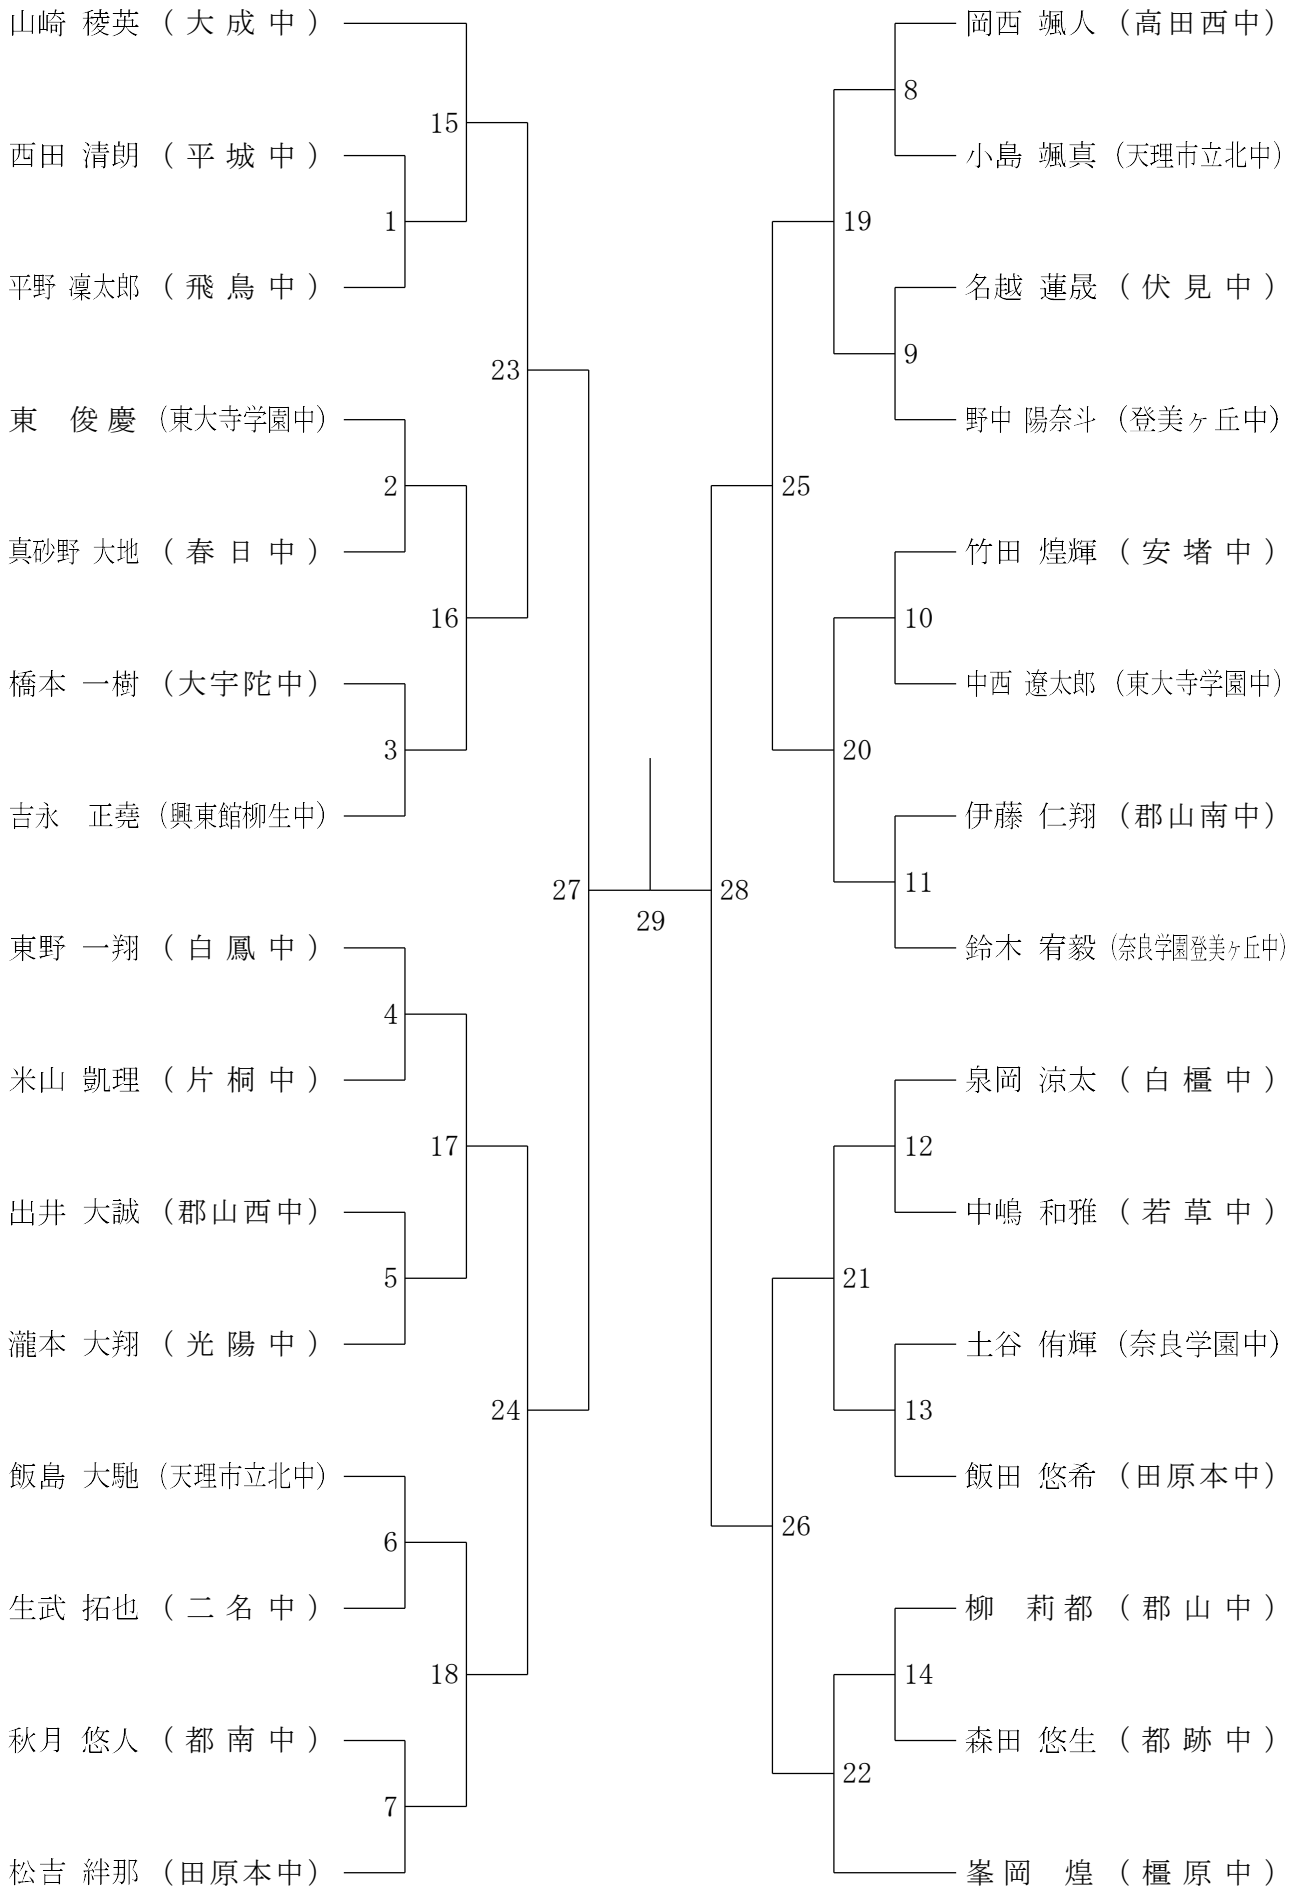 山崎 稜英 (大成中)
15
西田 清朗 (平城中)
1
平野 凜太郎 (飛鳥中)
23
東 俊慶 (東大寺学園中)
2
真砂野 大地 (春日中)
16
橋本 一樹 (大宇陀中)
3
吉永 正堯 (興東館柳生中)
27
東野 一翔 (白鳳中)
4
米山 凱理 (片桐中)
17
出井 大誠 (郡山西中)
5
瀧本 大翔 (光陽中)
24
飯島 大馳 (天理市立北中)
6
生武 拓也 (二名中)
18
秋月 悠人 (都南中)
7
松吉 絆那 (田原本中)
29
岡西 颯人 (高田西中)
8
小島 颯真 (天理市立北中)
19
名越 蓮晟 (伏見中)
9
野中 陽奈斗 (登美ヶ丘中)
25
竹田 煌輝 (安堵中)
10
中西 遼太郎 (東大寺学園中)
20
伊藤 仁翔 (郡山南中)
11
28
鈴木 宥毅 (奈良学園登美ヶ丘中)
泉岡 涼太 (白橿中)
12
中嶋 和雅 (若草中)
21
土谷 侑輝 (奈良学園中)
13
飯田 悠希 (田原本中)
26
柳 莉都 (郡山中)
14
森田 悠生 (都跡中)
22
峯岡 煌 (橿原中)